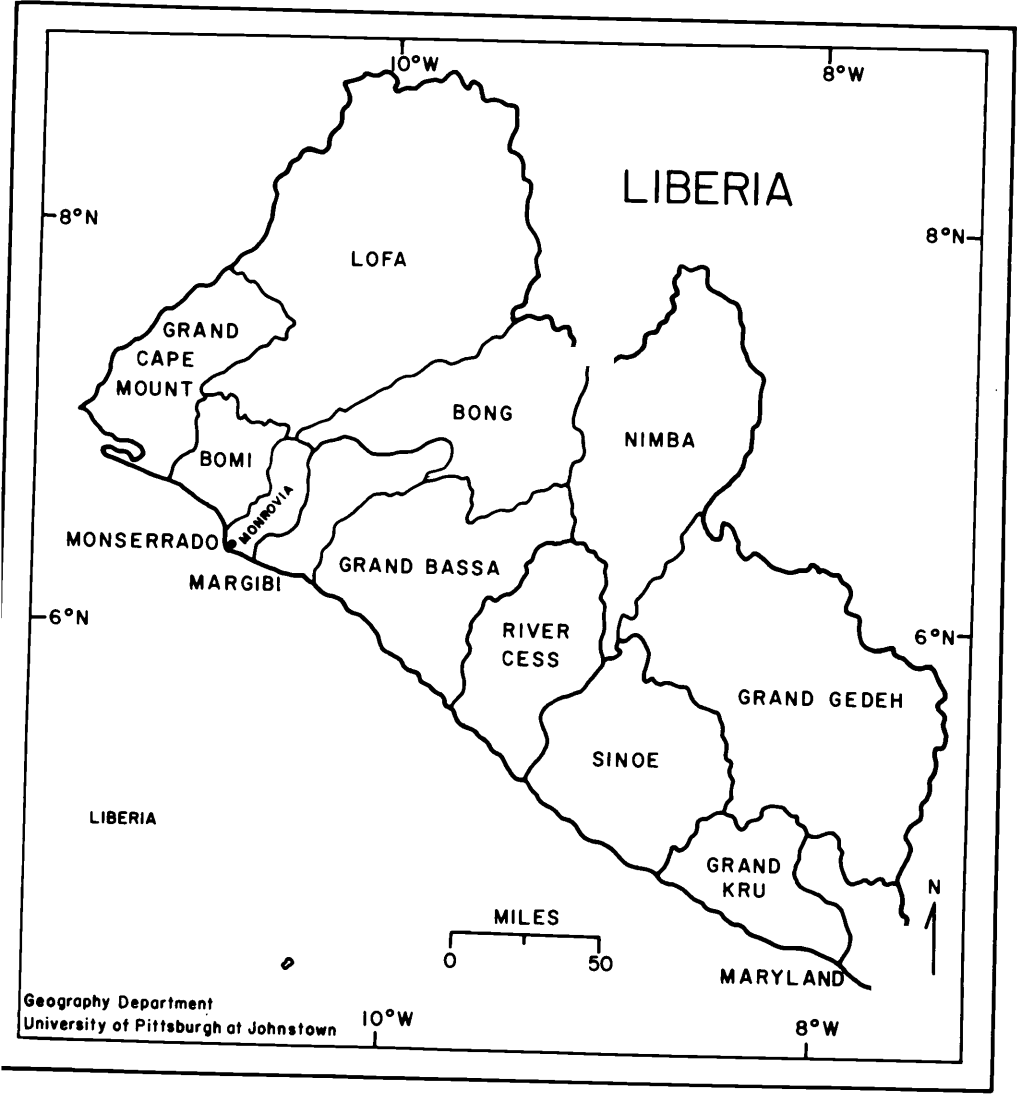 10°W
8°W
LIBERIA
8°N
8°N
LOFA
GRAND
CAPE
MOUNT
BONG
NIMBA
BOMI
MONROVIA
MONSERRADO
MARGIBI
GRAND BASSA
6°N
6°N
RIVER
CESS
GRAND GEDEH
SINOE
LIBERIA
GRAND
KRU
N
MILES
0
50
MARYLAND
Geography Department
University of Pittsburgh at Johnstown
10°W
8°W